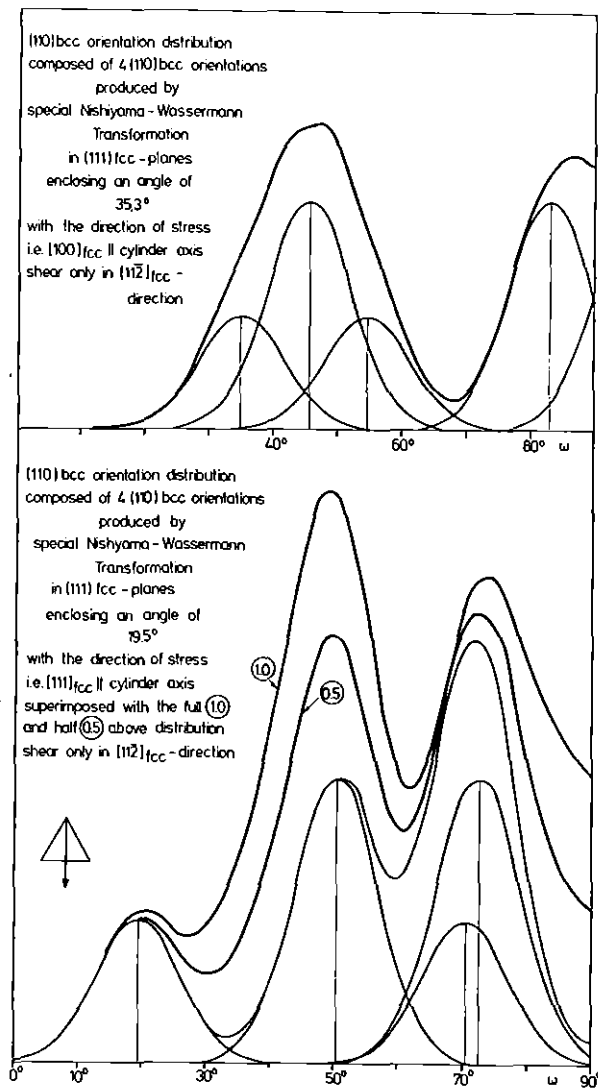 (110)bcc orientation distribution
composed of 4(110)bcc orientations
produced by
special Nishiyama-Wassermann
Transformation
in (111) fcc-planes
enclosing an angle of
35,3°
with the direction of stress
i.e.[100]fcc ∥ cylinder axis
shear only in [11\overline{2}]fcc-
direction
40° 60° 80° ω
(110)bcc orientation distribution
composed of 4 (110)bcc orientations
produced by
special Nishyama-Wassermann
Transformation
in (111) fcc-planes
enclosing an angle of
19.5°
with the direction of stress
i.e.[111]fcc ∥ cylinder axis
superimposed with the full (1.0)
and half (0.5) above distribution
shear only in [11\overline{2}]fcc-direction
1.0
0.5
0° 10° 30° 50° 70° ω 90°